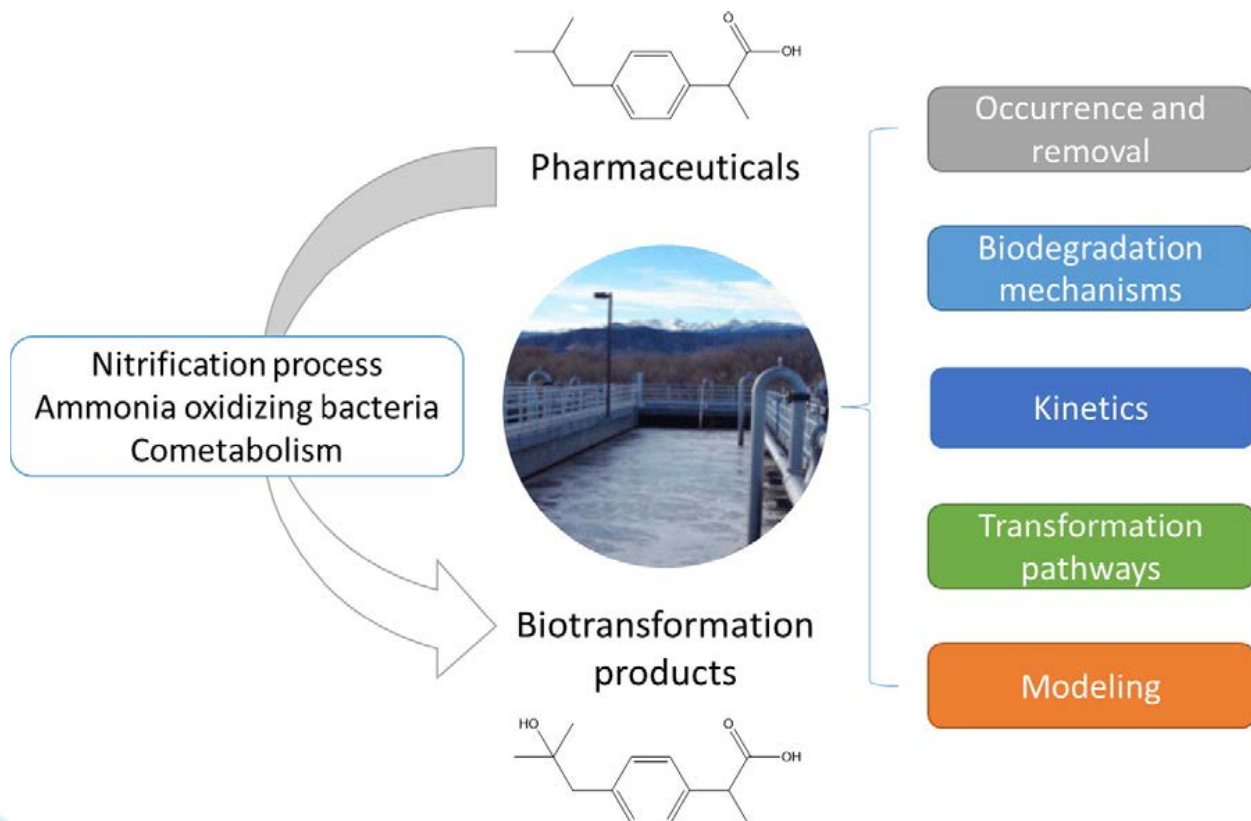 O
OH
Pharmaceuticals
Nitrification process
Ammonia oxidizing bacteria
Cometabolism
Biotransformation
products
HO
O
OH
Occurrence and
removal
Biodegradation
mechanisms
Kinetics
Transformation
pathways
Modeling